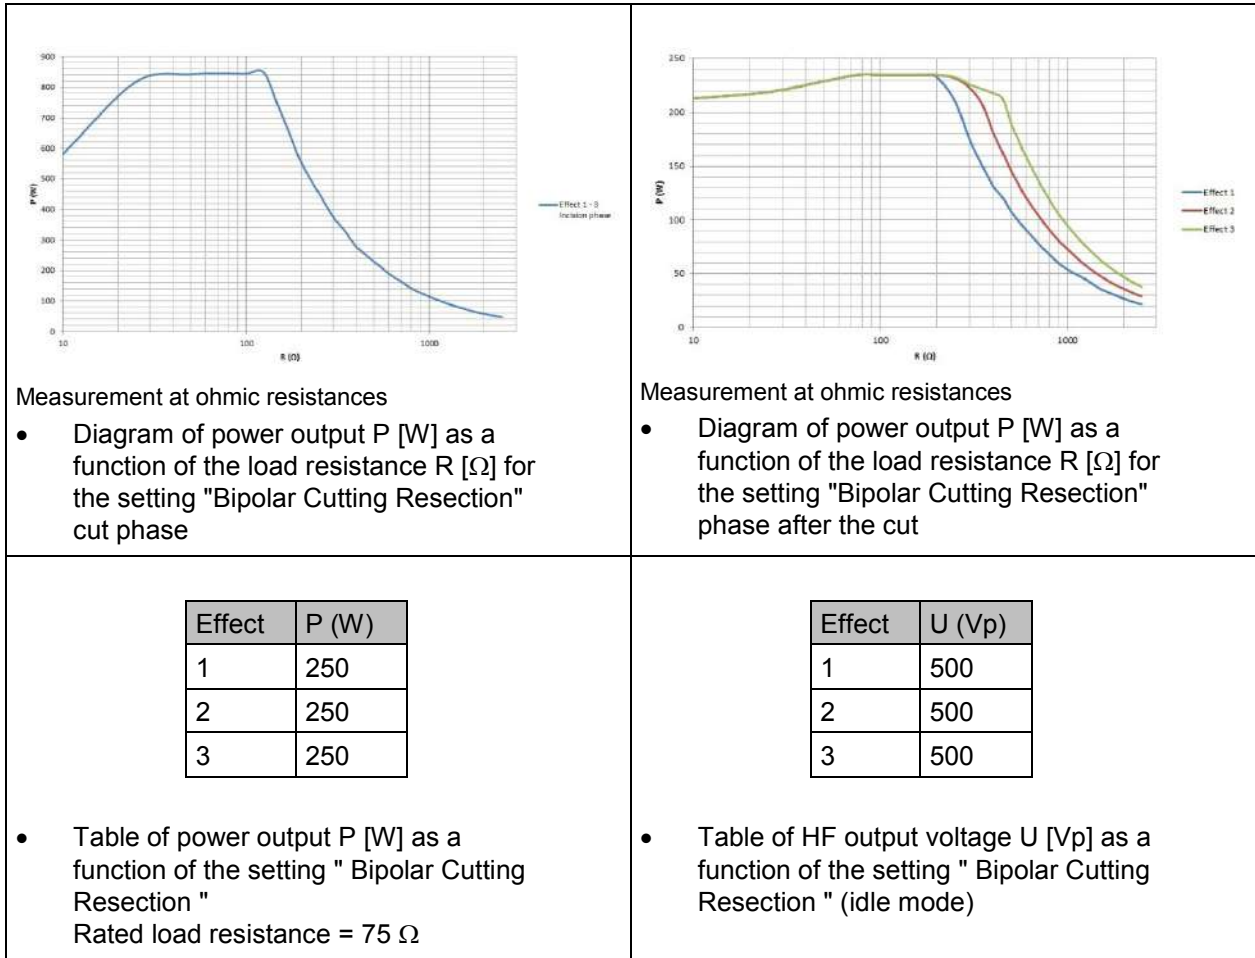 900
800
700
600
500
400
300
200
100
0
P (W)
10
100
1000
R (Ω)
Effect 1 - 3
Incision phase
Measurement at ohmic resistances
• Diagram of power output P [W] as a
function of the load resistance R [Ω] for
the setting "Bipolar Cutting Resection"
cut phase
250
200
150
100
50
0
P (W)
10
100
1000
R (Ω)
Effect 1
Effect 2
Effect 3
Measurement at ohmic resistances
• Diagram of power output P [W] as a
function of the load resistance R [Ω] for
the setting "Bipolar Cutting Resection"
phase after the cut
Effect P (W)
1 250
2 250
3 250
• Table of power output P [W] as a
function of the setting " Bipolar Cutting
Resection "
Rated load resistance = 75 Ω
Effect U (Vp)
1 500
2 500
3 500
• Table of HF output voltage U [Vp] as a
function of the setting " Bipolar Cutting
Resection " (idle mode)